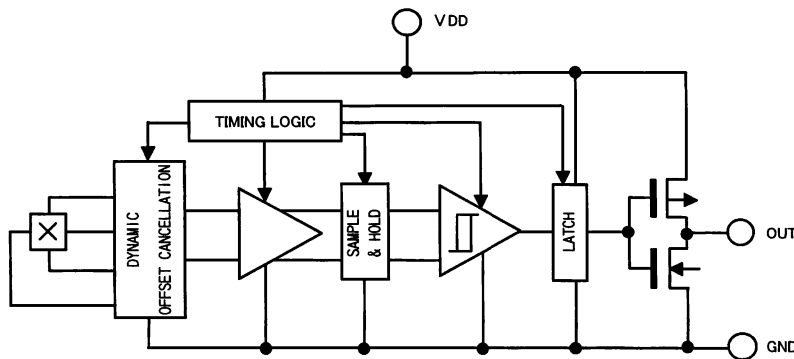 VDD
TIMING LOGIC
DYNAMIC
OFFSET CANCELLATION
SAMPLE
& HOLD
LATCH
OUT
GND